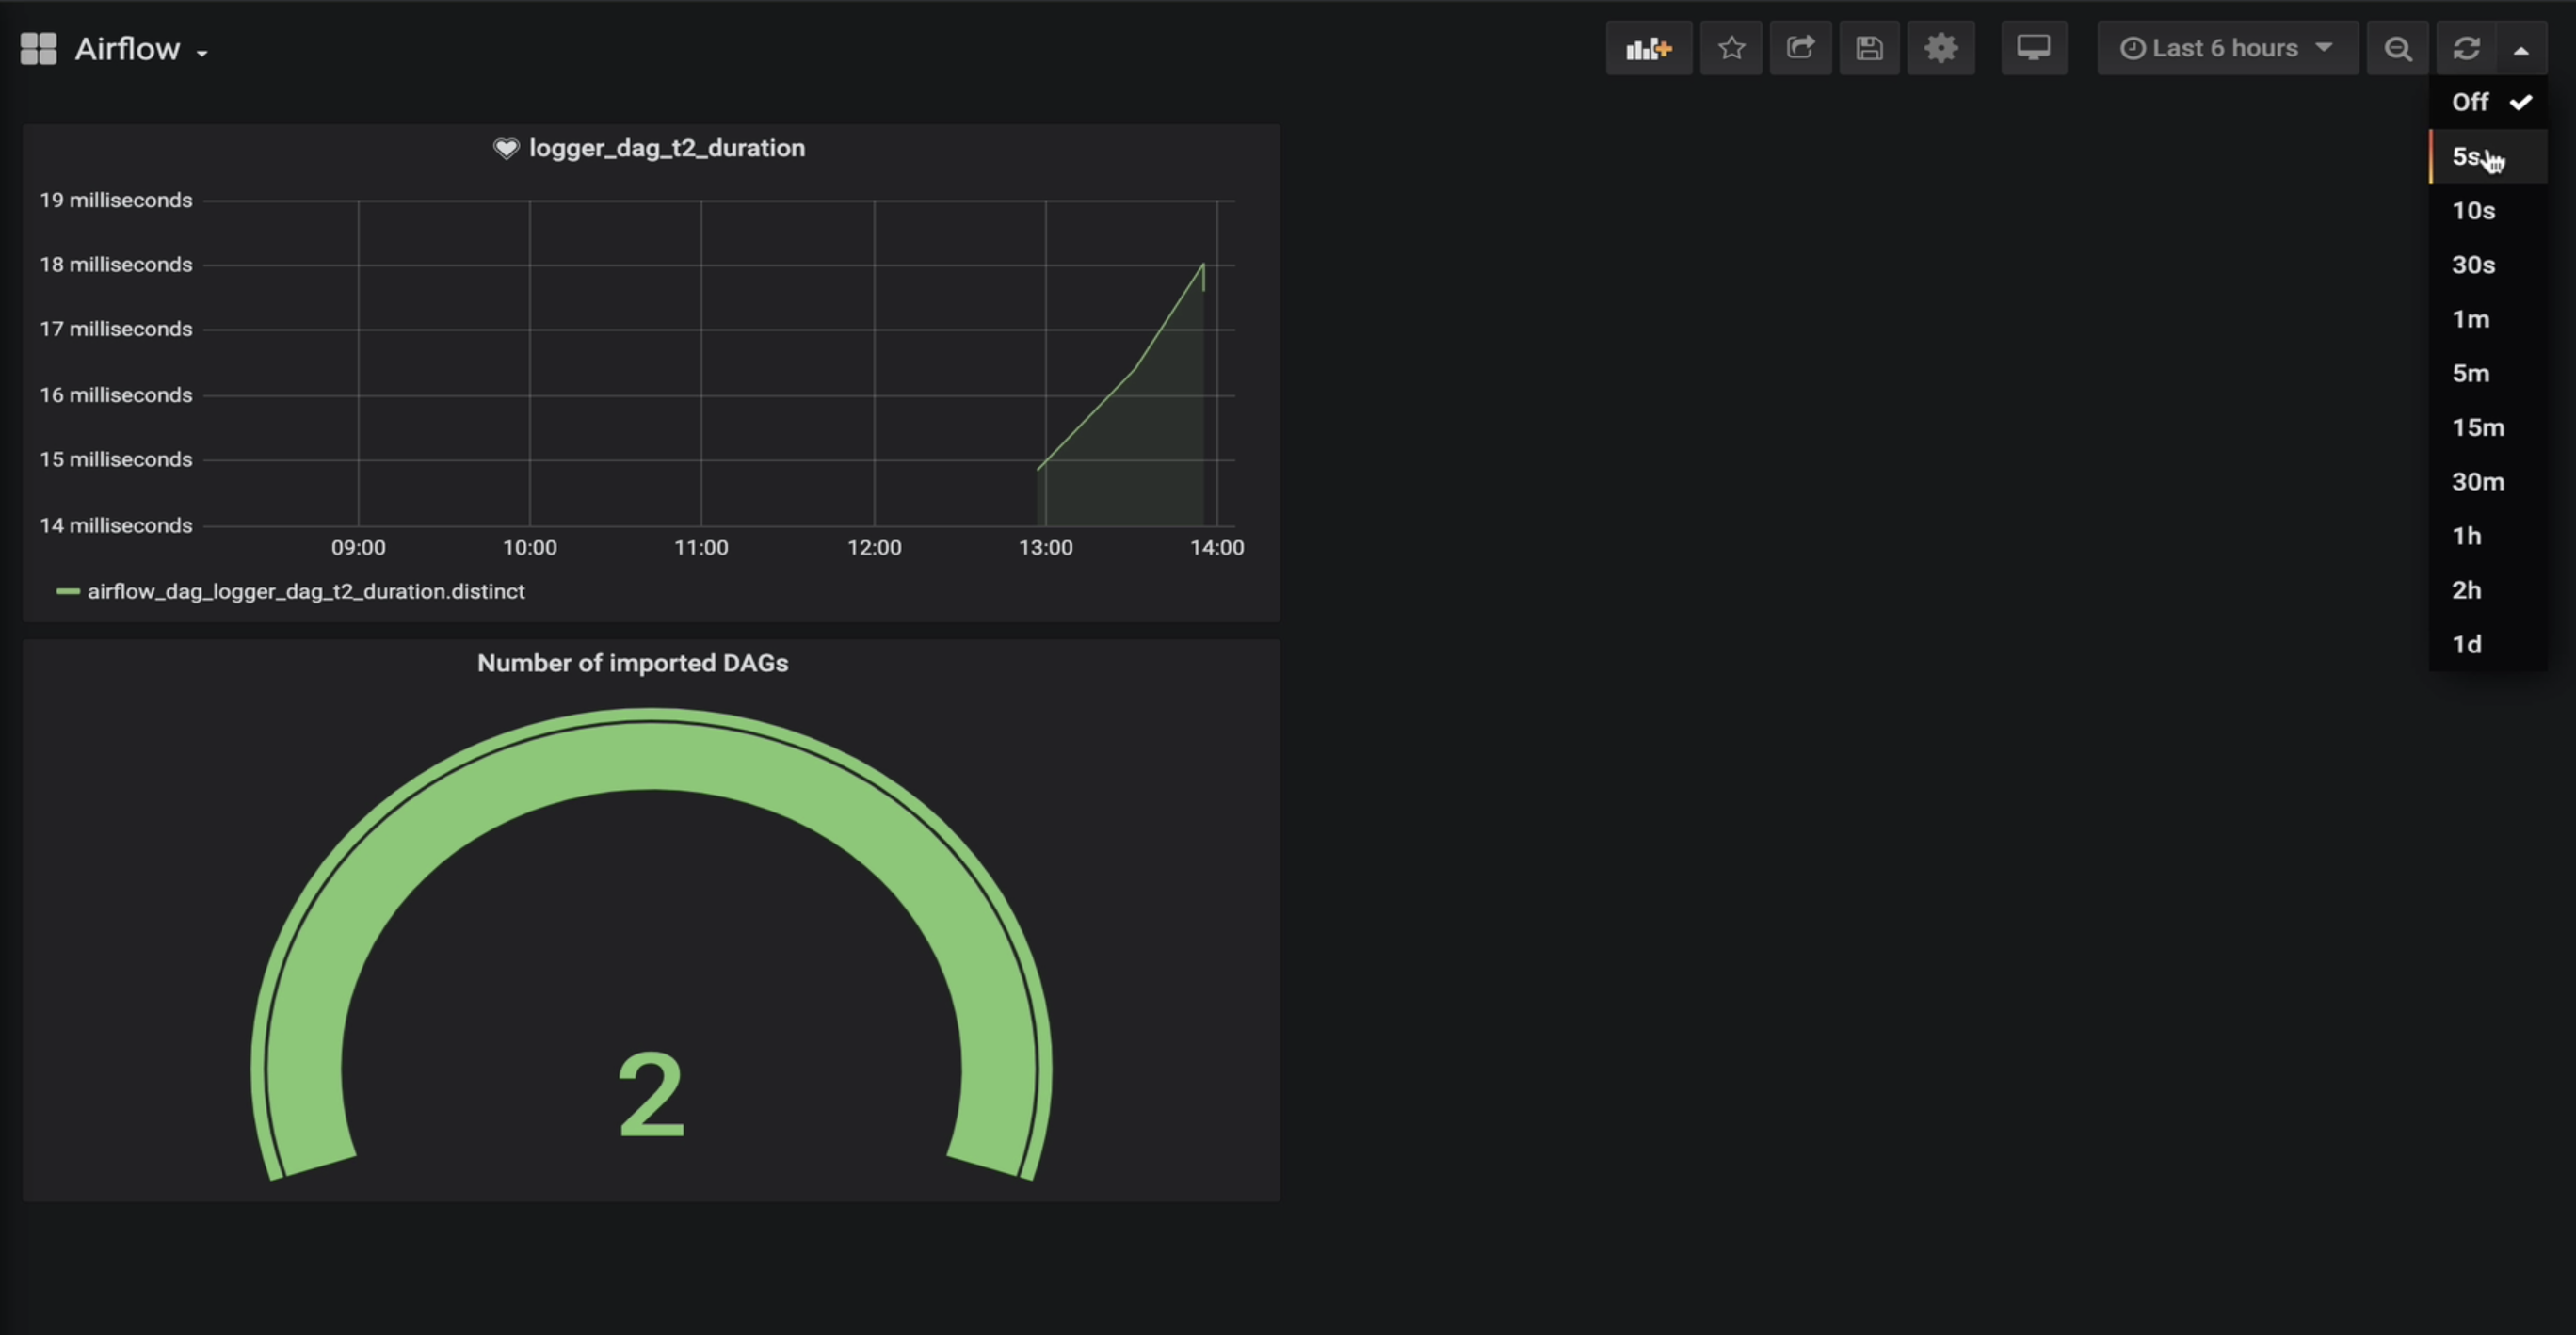 Airflow
Last 6 hours
Off
5s
10s
30s
1m
5m
15m
30m
1h
2h
1d
logger_dag_t2_duration
19 milliseconds
18 milliseconds
17 milliseconds
16 milliseconds
15 milliseconds
14 milliseconds
09:00 10:00 11:00 12:00 13:00 14:00
airflow_dag_logger_dag_t2_duration.distinct
Number of imported DAGs
2